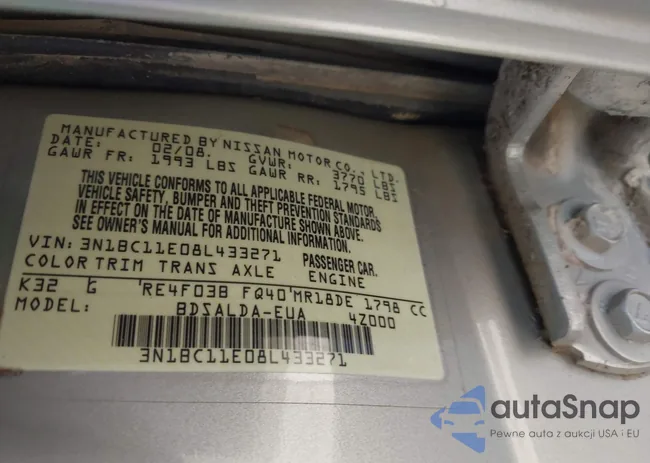 MANUFACTURED BY NISSAN MOTOR CO., LTD.
DATE: 02/08. GVWR: 3770 LBS
GAWR FR: 1993 LBS GAWR RR: 1795 LBS
THIS VEHICLE CONFORMS TO ALL APPLICABLE FEDERAL MOTOR
VEHICLE SAFETY, BUMPER AND THEFT PREVENTION STANDARDS
IN EFFECT ON THE DATE OF MANUFACTURE SHOWN ABOVE.
SEE OWNER'S MANUAL FOR ADDITIONAL INFORMATION.
VIN: 3N1BC11E08L433271 PASSENGER CAR.
COLOR TRIM TRANS AXLE ENGINE
K32 G RE4F03B FQ40 MR18DE 1798 CC
MODEL: BDSALDA-EUA 4Z000
3N1BC11E08L433271
autaSnap
Pewne auta z aukcji USA i EU